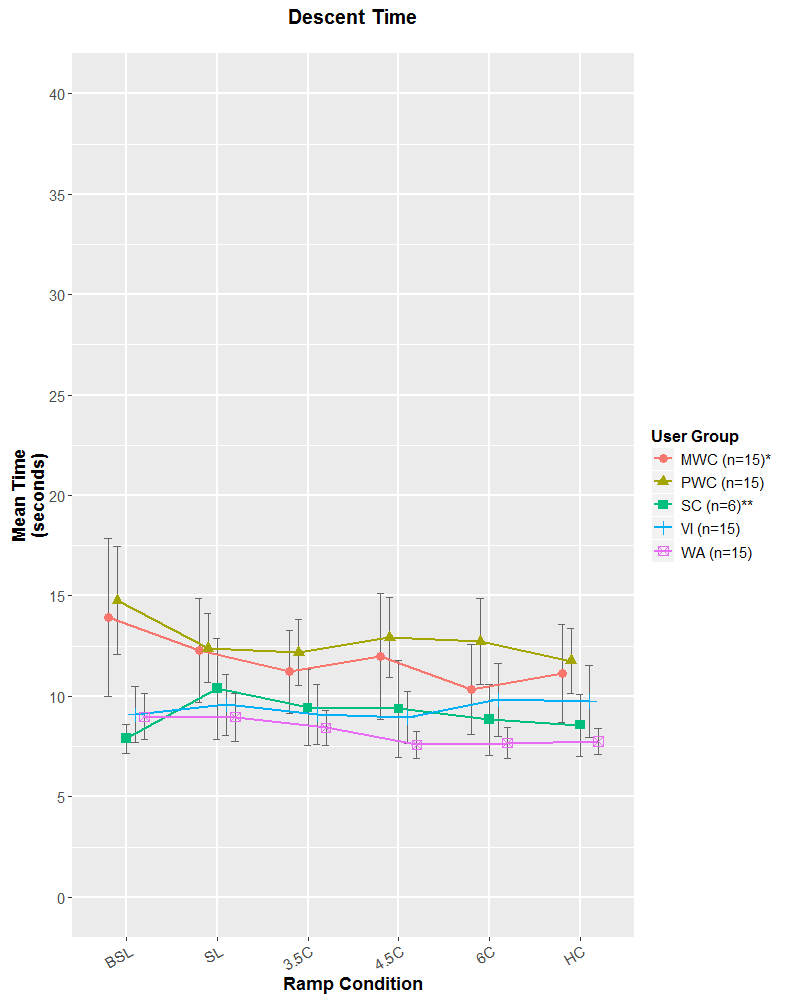 Descent Time
40
35
30
25
20
15
10
5
0
Mean Time
(seconds)
BSL
SL
3.5C
4.5C
6C
HC
Ramp Condition
User Group
MWC (n=15)*
PWC (n=15)
SC (n=6)**
VI (n=15)
WA (n=15)